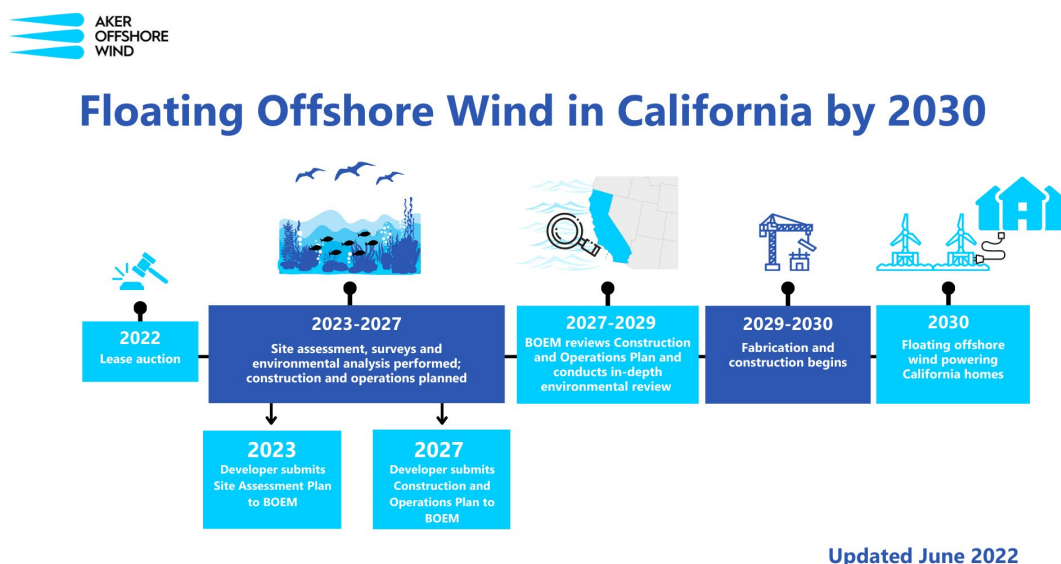 AKER
OFFSHORE
WIND
Floating Offshore Wind in California by 2030
2022
Lease auction
2023-2027
Site assessment, surveys and
environmental analysis performed;
construction and operations planned
2023
Developer submits
Site Assessment Plan
to BOEM
2027
Developer submits
Construction and
Operations Plan to
BOEM
2027-2029
BOEM reviews Construction
and Operations Plan and
conducts in-depth
environmental review
2029-2030
Fabrication and
construction begins
2030
Floating offshore
wind powering
California homes
Updated June 2022